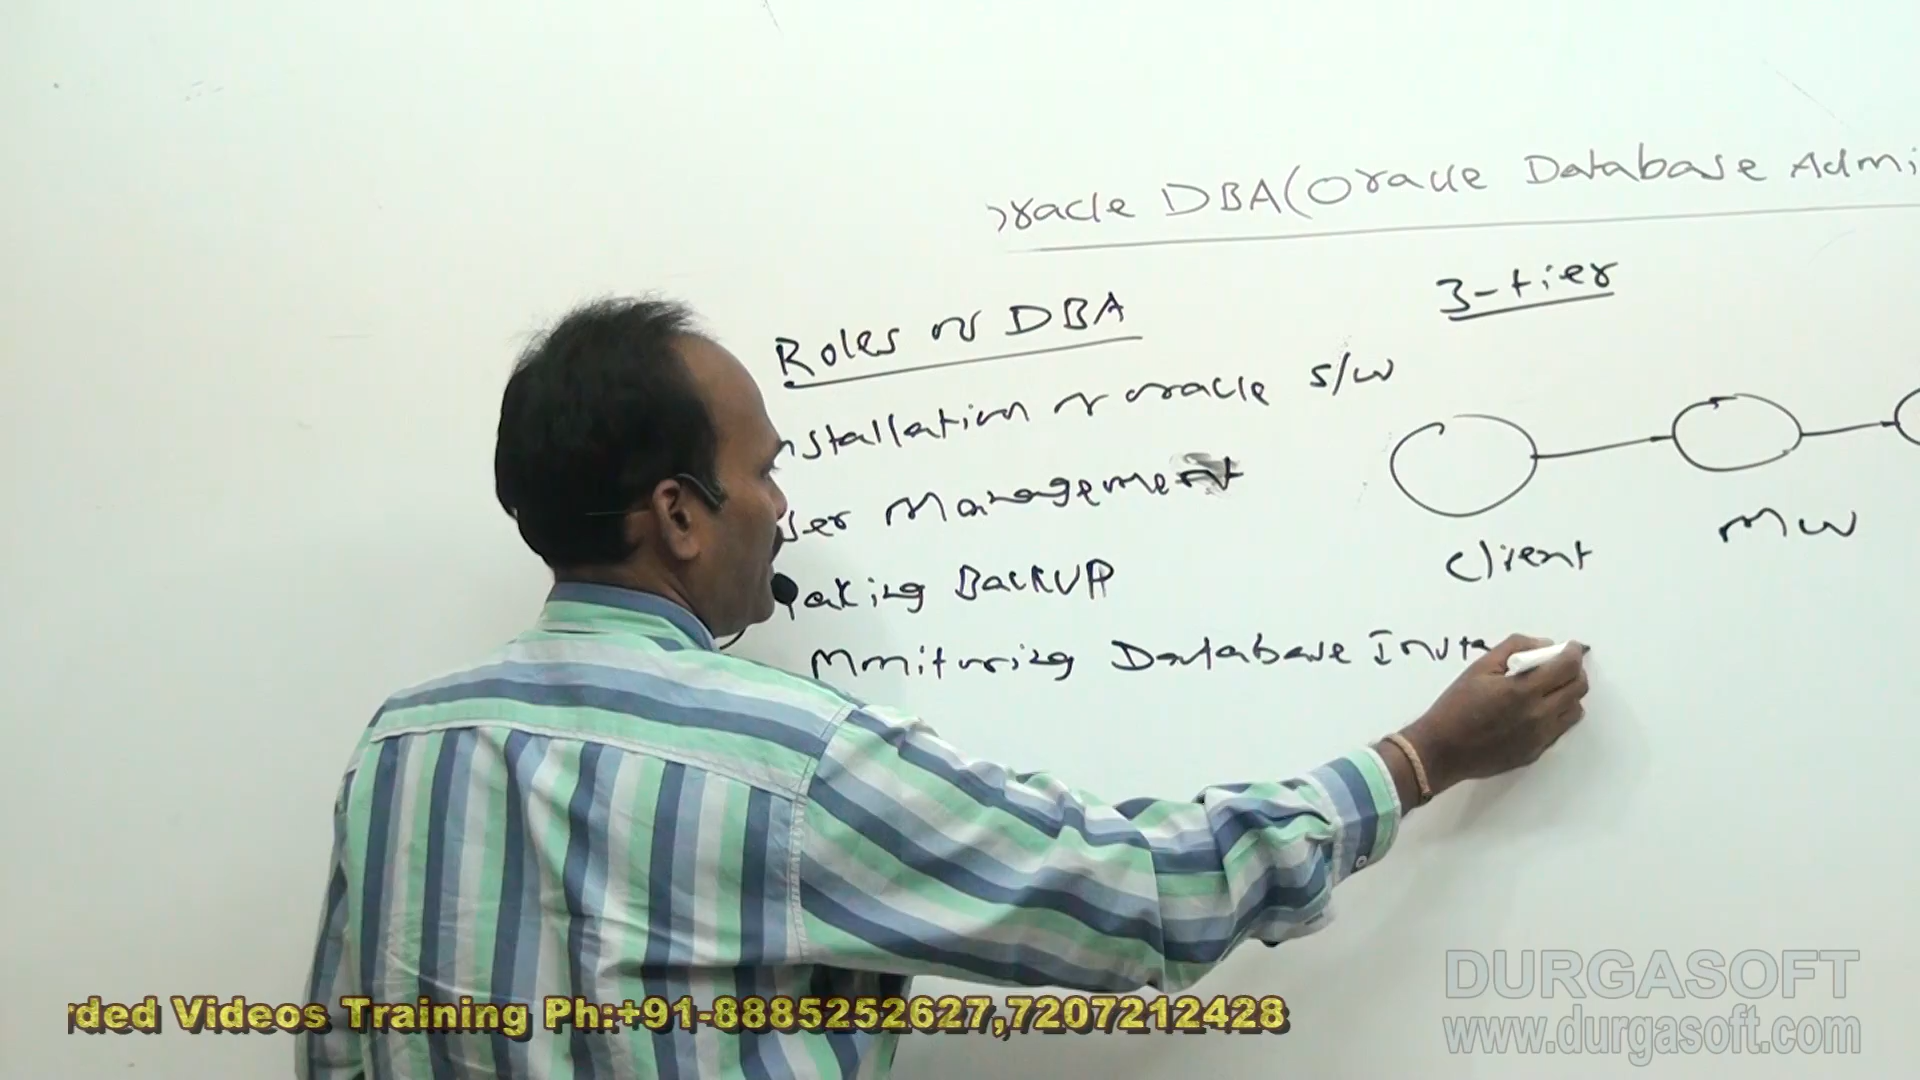 Oracle DBA(Oracle Database Admi
Roles of DBA
3-tier
nstallation of oracle s/w
ser Management
Taking BackUP
Client
MW
Monitoring Database Insta
rded Videos Training Ph:+91-8885252627,7207212428
DURGASOFT
www.durgasoft.com